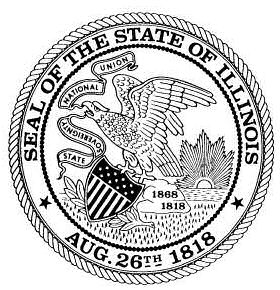 SEAL OF THE STATE OF ILLINOIS
STATE
SOVEREIGNTY
NATIONAL
UNION
1868
1818
AUG. 26TH 1818